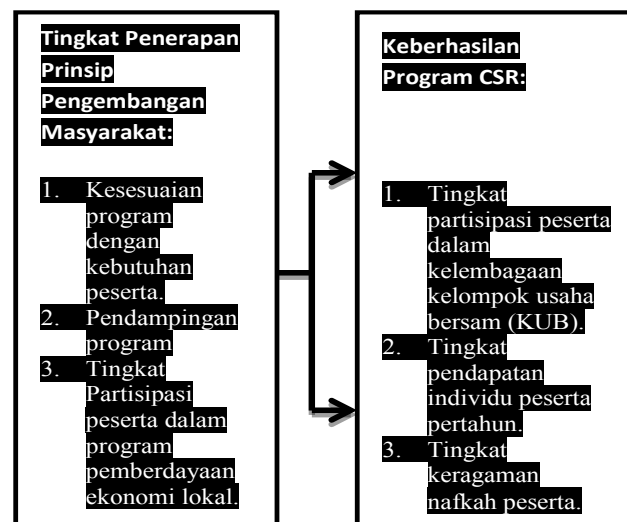 Tingkat Penerapan
Prinsip
Pengembangan
Masyarakat:
1. Kesesuaian
program
dengan
kebutuhan
peserta.
2. Pendampingan
program
3. Tingkat
Partisipasi
peserta dalam
program
pemberdayaan
ekonomi lokal.
Keberhasilan
Program CSR:
1. Tingkat
partisipasi peserta
dalam
kelembagaan
kelompok usaha
bersam (KUB).
2. Tingkat
pendapatan
individu peserta
pertahun.
3. Tingkat
keragaman
nafkah peserta.